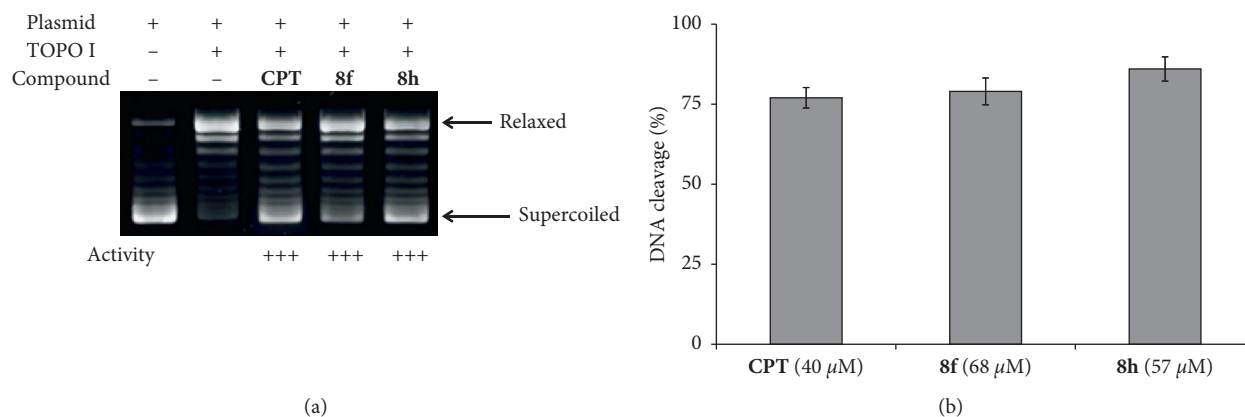 Plasmid + + + + +
TOPO I – + + + +
Compound – – CPT 8f 8h
Relaxed
Supercoiled
Activity +++ +++ +++
(a)
100
75
50
25
0
DNA cleavage (%)
CPT (40 μM) 8f (68 μM) 8h (57 μM)
(b)